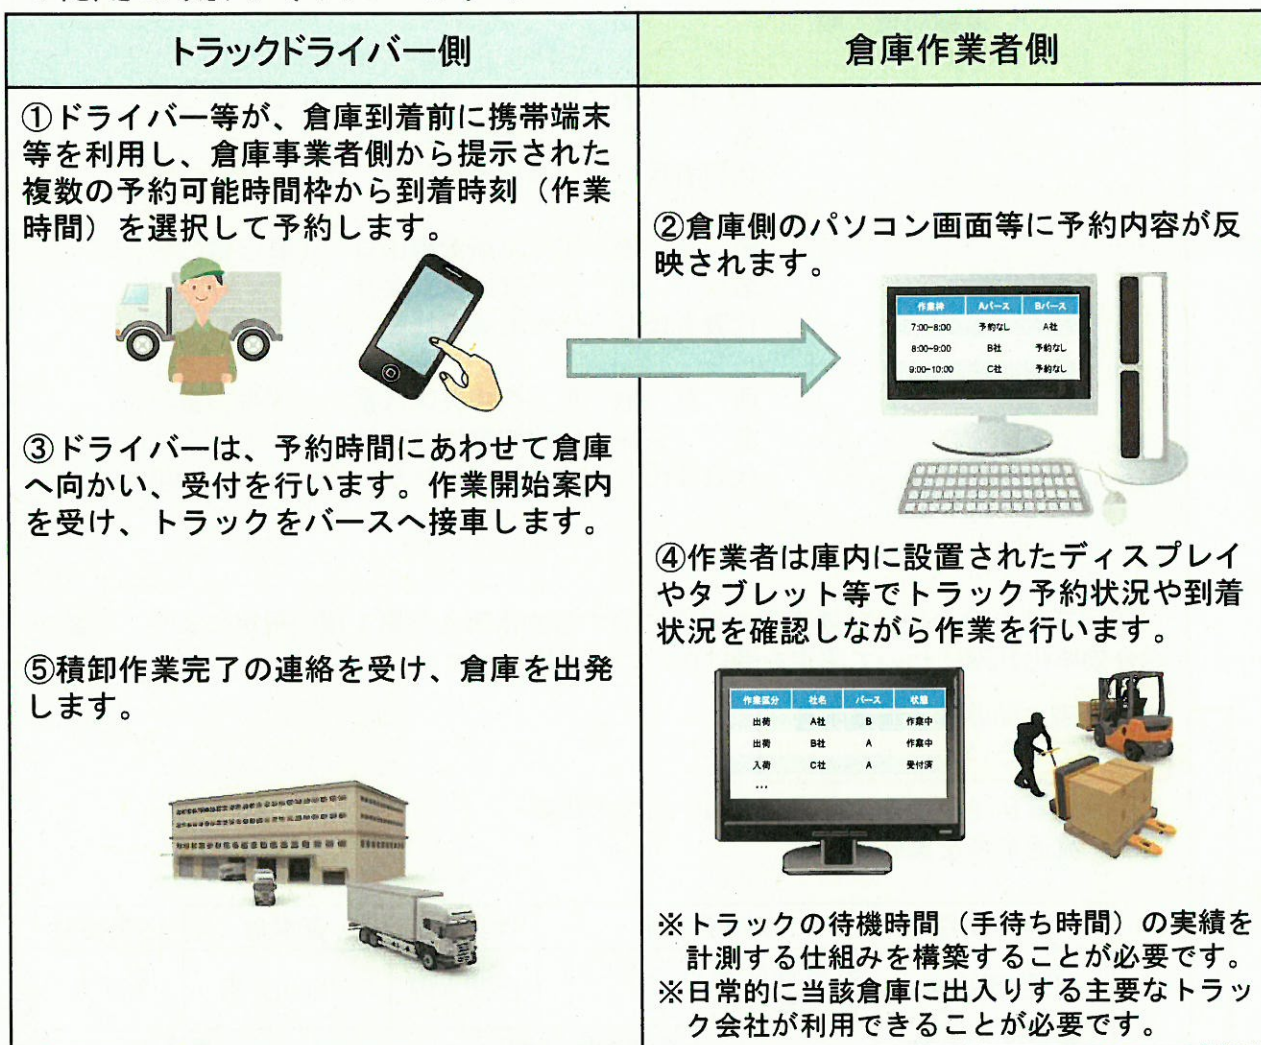 トラックドライバー側
倉庫作業者側
①ドライバー等が、倉庫到着前に携帯端末
等を利用し、倉庫事業者側から提示された
複数の予約可能時間枠から到着時刻（作業
時間）を選択して予約します。
②倉庫側のパソコン画面等に予約内容が反
映されます。
作業枠 Aバース Bバース
7:00-8:00 予約なし A社
8:00-9:00 B社 予約なし
9:00-10:00 C社 予約なし
③ドライバーは、予約時間にあわせて倉庫
へ向かい、受付を行います。作業開始案内
を受け、トラックをバースへ接車します。
④作業者は庫内に設置されたディスプレイ
やタブレット等でトラック予約状況や到着
状況を確認しながら作業を行います。
作業区分 社名 バース 状態
出荷 A社 B 作業中
出荷 B社 A 作業中
入荷 C社 A 受付済
...
⑤積卸作業完了の連絡を受け、倉庫を出発
します。
※トラックの待機時間（手待ち時間）の実績を
計測する仕組みを構築することが必要です。
※日常的に当該倉庫に出入りする主要なトラッ
ク会社が利用できることが必要です。